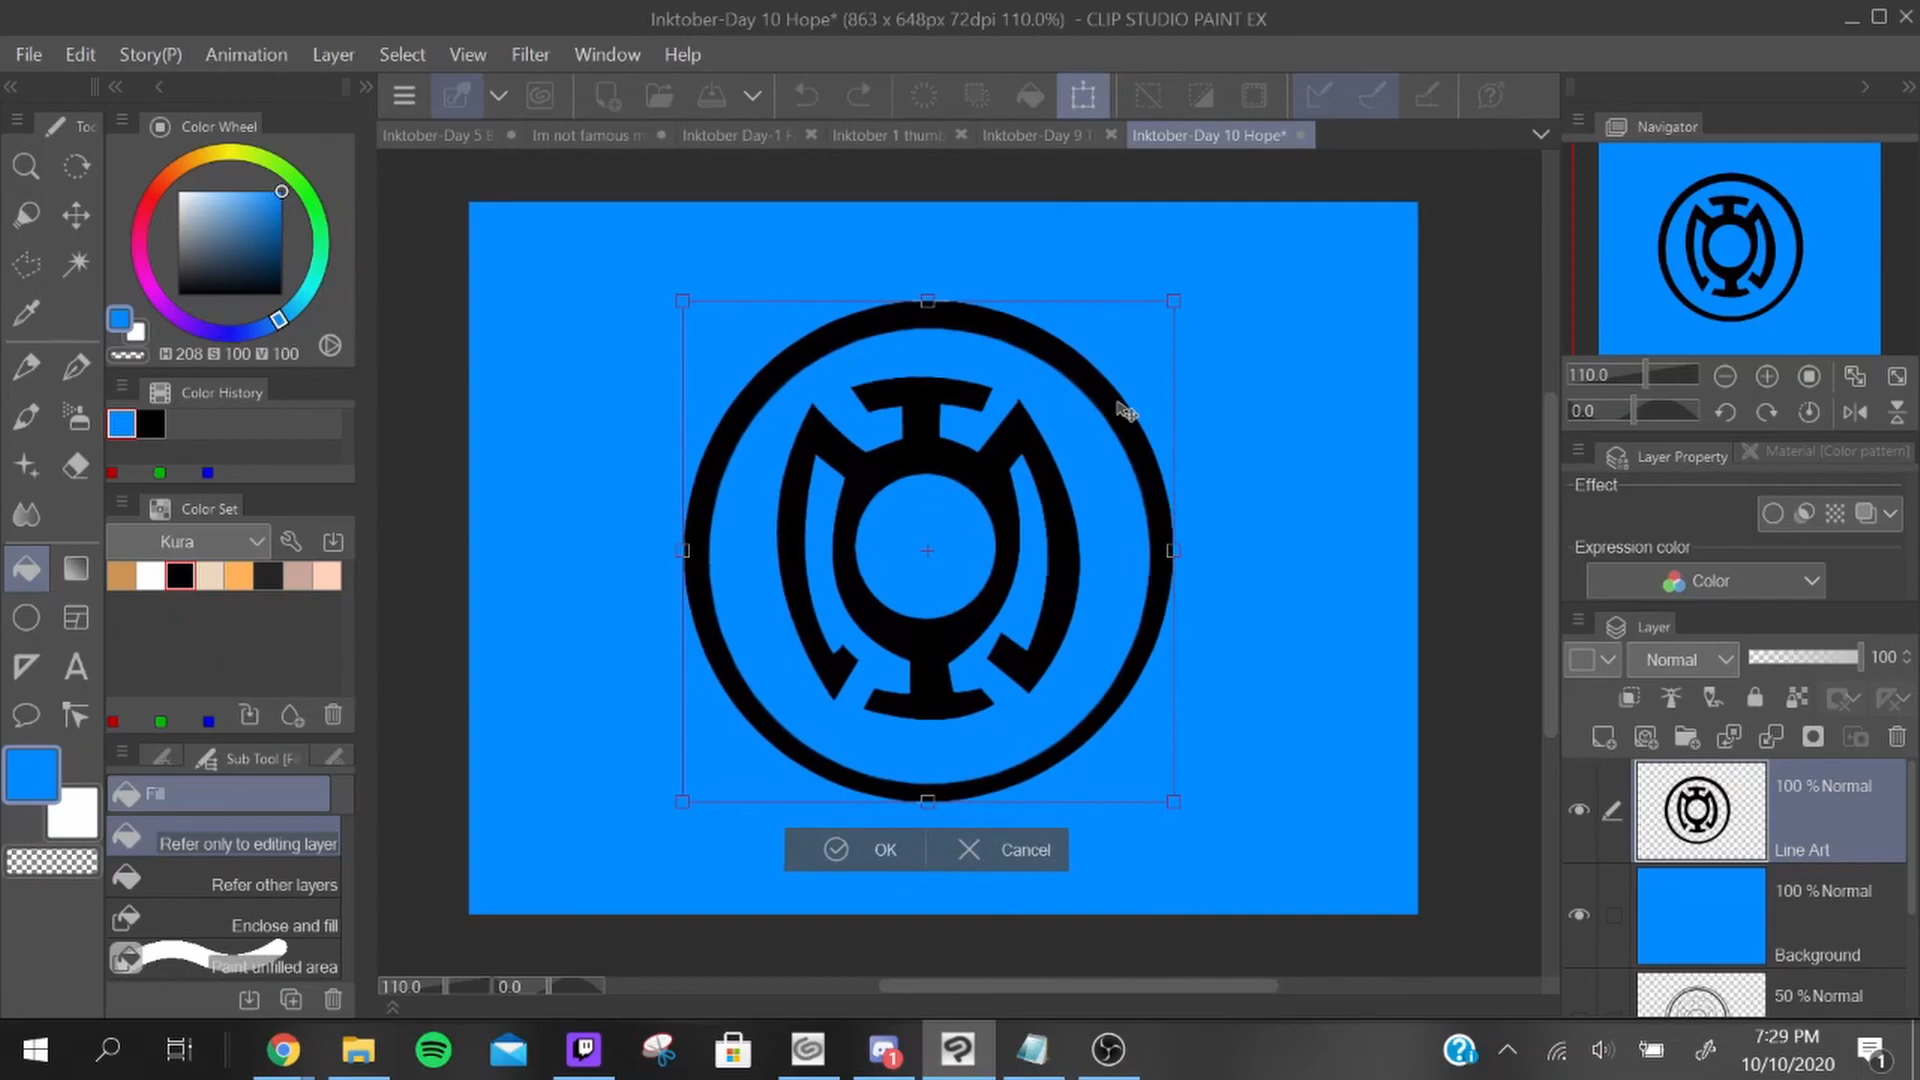 Inktober-Day 10 Hope* (863 x 648px 72dpi 110.0%) - CLIP STUDIO PAINT EX
File Edit Story(P) Animation Layer Select View Filter Window Help
Inktober-Day 5 Im not famous m Inktober Day-1 Inktober 1 thumb Inktober-Day 9 Inktober-Day 10 Hope*
Color Wheel
H 208 S 100 V 100
Color History
Color Set
Kura
Sub Tool [F
Fill
Refer only to editing layer
Refer other layers
Enclose and fill
Paint unfilled area
OK Cancel
110.0 0.0
Navigator
110.0
0.0
Layer Property Material [Color pattern]
Effect
Expression color
Color
Layer
Normal 100
100 % Normal
Line Art
100 % Normal
Background
50 % Normal
7:29 PM
10/10/2020
1
1